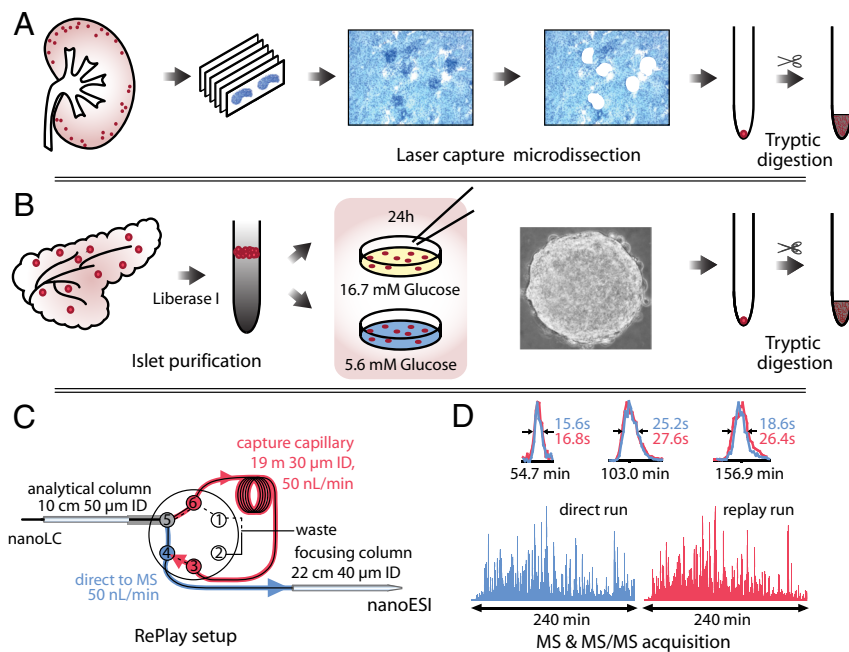 A
Laser capture microdissection
Tryptic
digestion
B
Liberase I
Islet purification
24h
16.7 mM Glucose
5.6 mM Glucose
Tryptic
digestion
C
capture capillary
19 m 30 µm ID,
50 nL/min
analytical column
10 cm 50 µm ID
nanoLC
6
5
4
3
1
2
waste
focusing column
22 cm 40 µm ID
direct to MS
50 nL/min
nanoESI
RePlay setup
D
15.6s
16.8s
54.7 min
25.2s
27.6s
103.0 min
18.6s
26.4s
156.9 min
direct run
replay run
240 min
240 min
MS & MS/MS acquisition